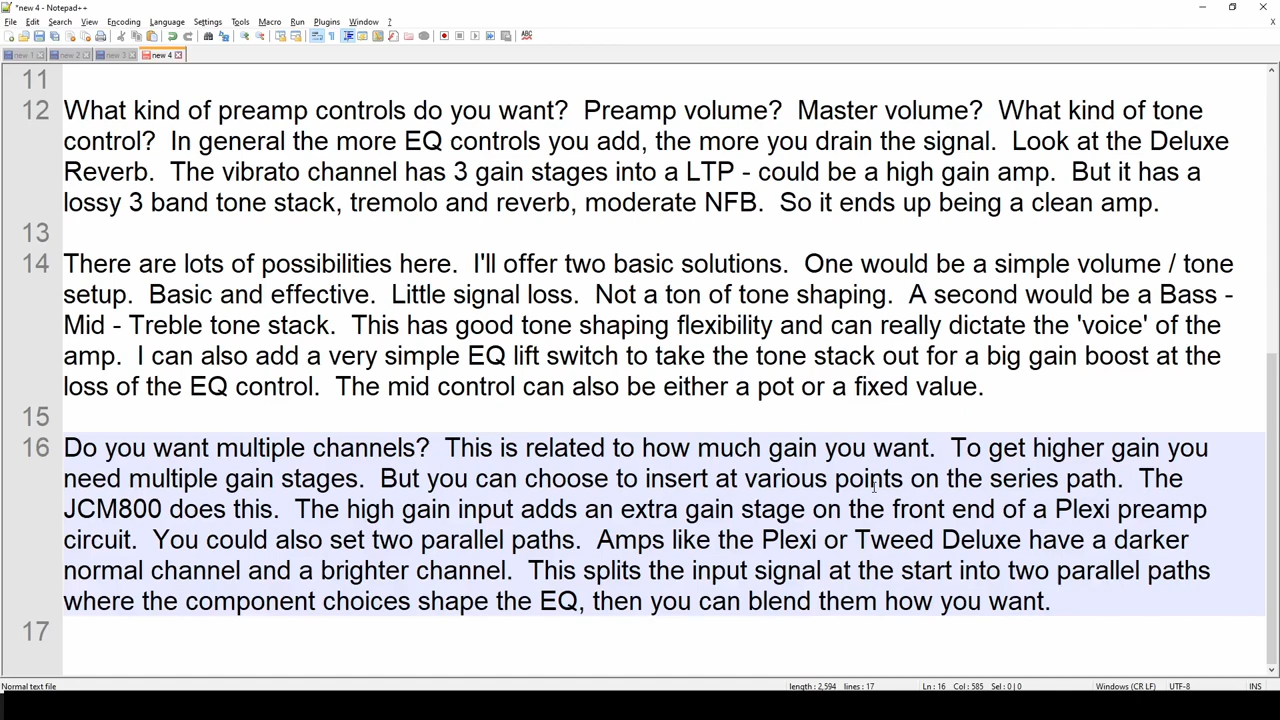 *new 4 - Notepad++
File Edit Search View Encoding Language Settings Tools Macro Run Plugins Window ? X
new 1 new 2 new 3 new 4
11
12 What kind of preamp controls do you want?  Preamp volume?  Master volume?  What kind of tone
control?  In general the more EQ controls you add, the more you drain the signal.  Look at the Deluxe
Reverb.  The vibrato channel has 3 gain stages into a LTP - could be a high gain amp.  But it has a
lossy 3 band tone stack, tremolo and reverb, moderate NFB.  So it ends up being a clean amp.
13
14 There are lots of possibilities here.  I'll offer two basic solutions.  One would be a simple volume / tone
setup.  Basic and effective.  Little signal loss.  Not a ton of tone shaping.  A second would be a Bass -
Mid - Treble tone stack.  This has good tone shaping flexibility and can really dictate the 'voice' of the
amp.  I can also add a very simple EQ lift switch to take the tone stack out for a big gain boost at the
loss of the EQ control.  The mid control can also be either a pot or a fixed value.
15
16 Do you want multiple channels?  This is related to how much gain you want.  To get higher gain you
need multiple gain stages.  But you can choose to insert at various points on the series path.  The
JCM800 does this.  The high gain input adds an extra gain stage on the front end of a Plexi preamp
circuit.  You could also set two parallel paths.  Amps like the Plexi or Tweed Deluxe have a darker
normal channel and a brighter channel.  This splits the input signal at the start into two parallel paths
where the component choices shape the EQ, then you can blend them how you want.
17
Normal text file length : 2,594 lines : 17 Ln : 16 Col : 585 Sel : 0 | 0 Windows (CR LF) UTF-8 INS